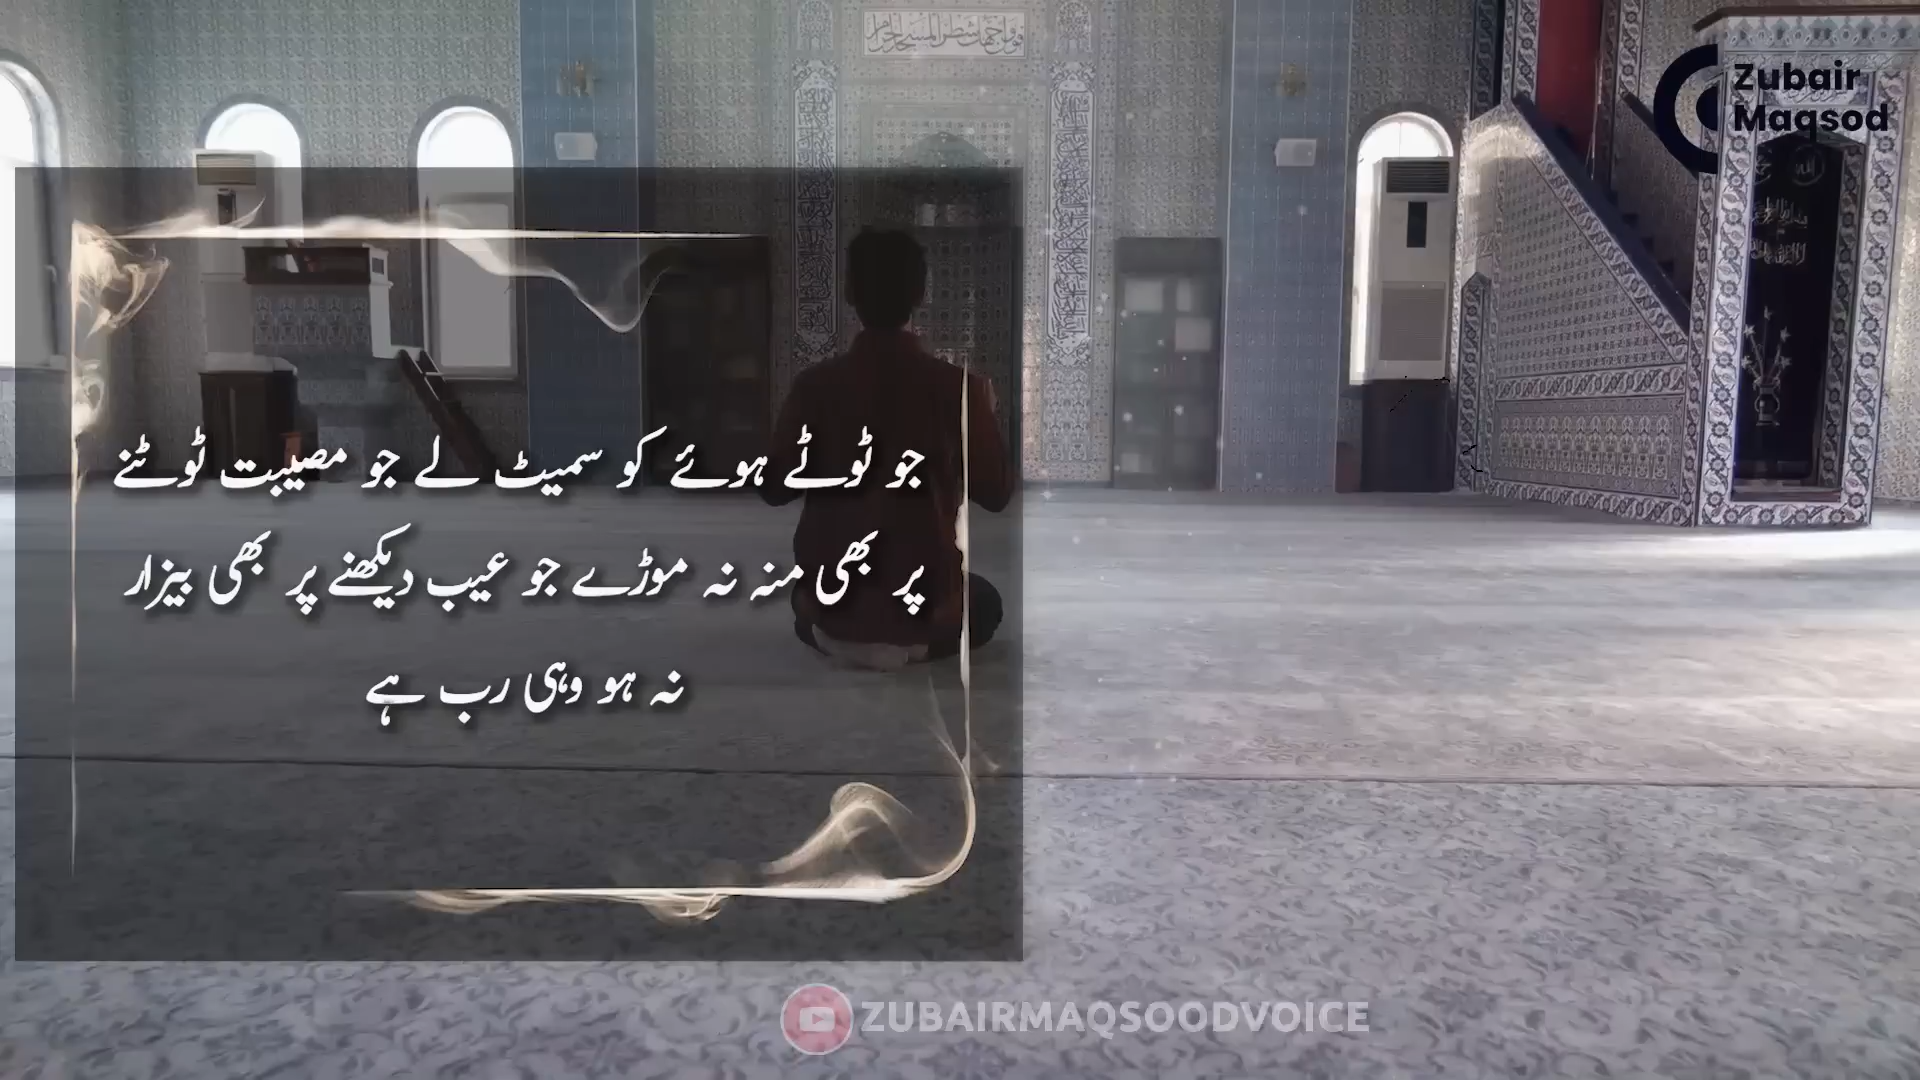 Zubair
Maqsod
جو ٹوٹے ہوئے کو سمیٹ لے جو مصیبت ٹوٹنے
پر بھی منہ نہ موڑے جو عیب دیکھنے پر بھی بیزار
نہ ہو وہی رب ہے
ZUBAIRMAQSOODVOICE